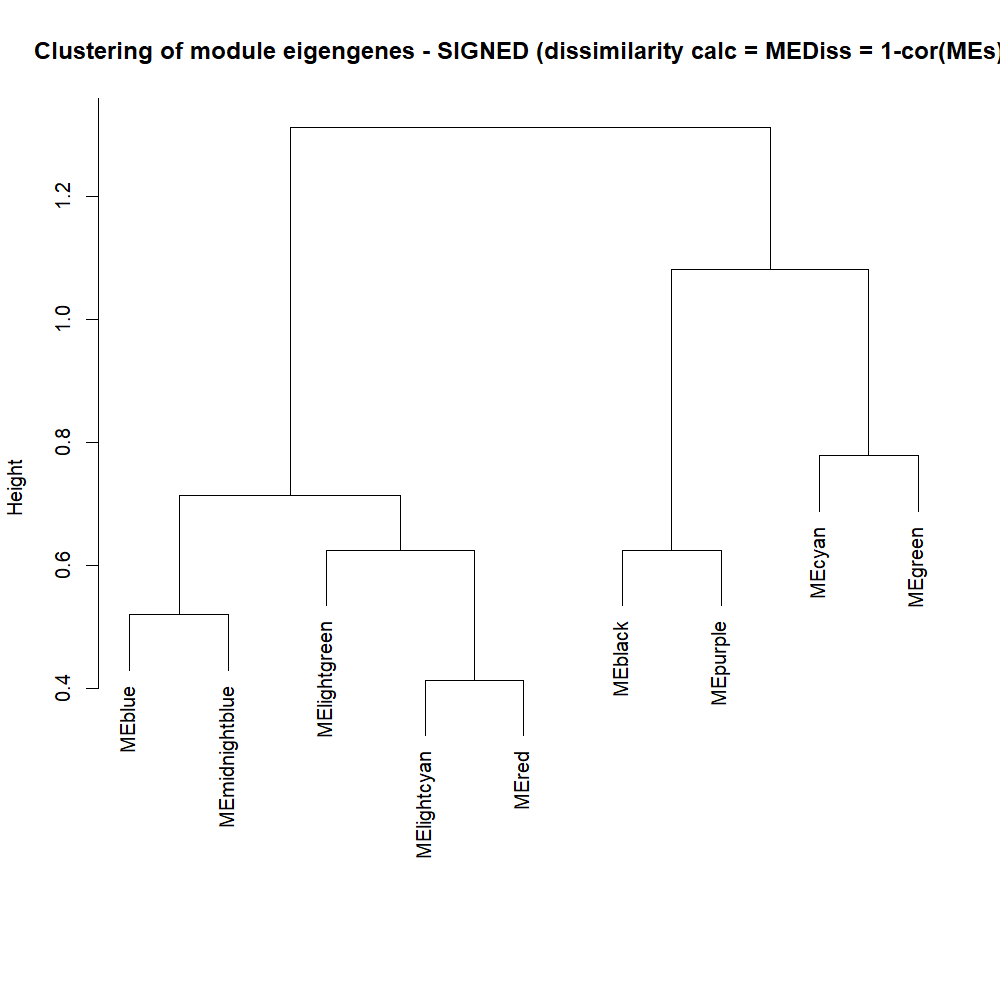 Clustering of module eigengenes - SIGNED (dissimilarity calc = MEDiss = 1-cor(MEs)
Height
1.2
1.0
0.8
0.6
0.4
MEblue
MEmidnightblue
MElightgreen
MElightcyan
MEred
MEblack
MEpurple
MEcyan
MEgreen